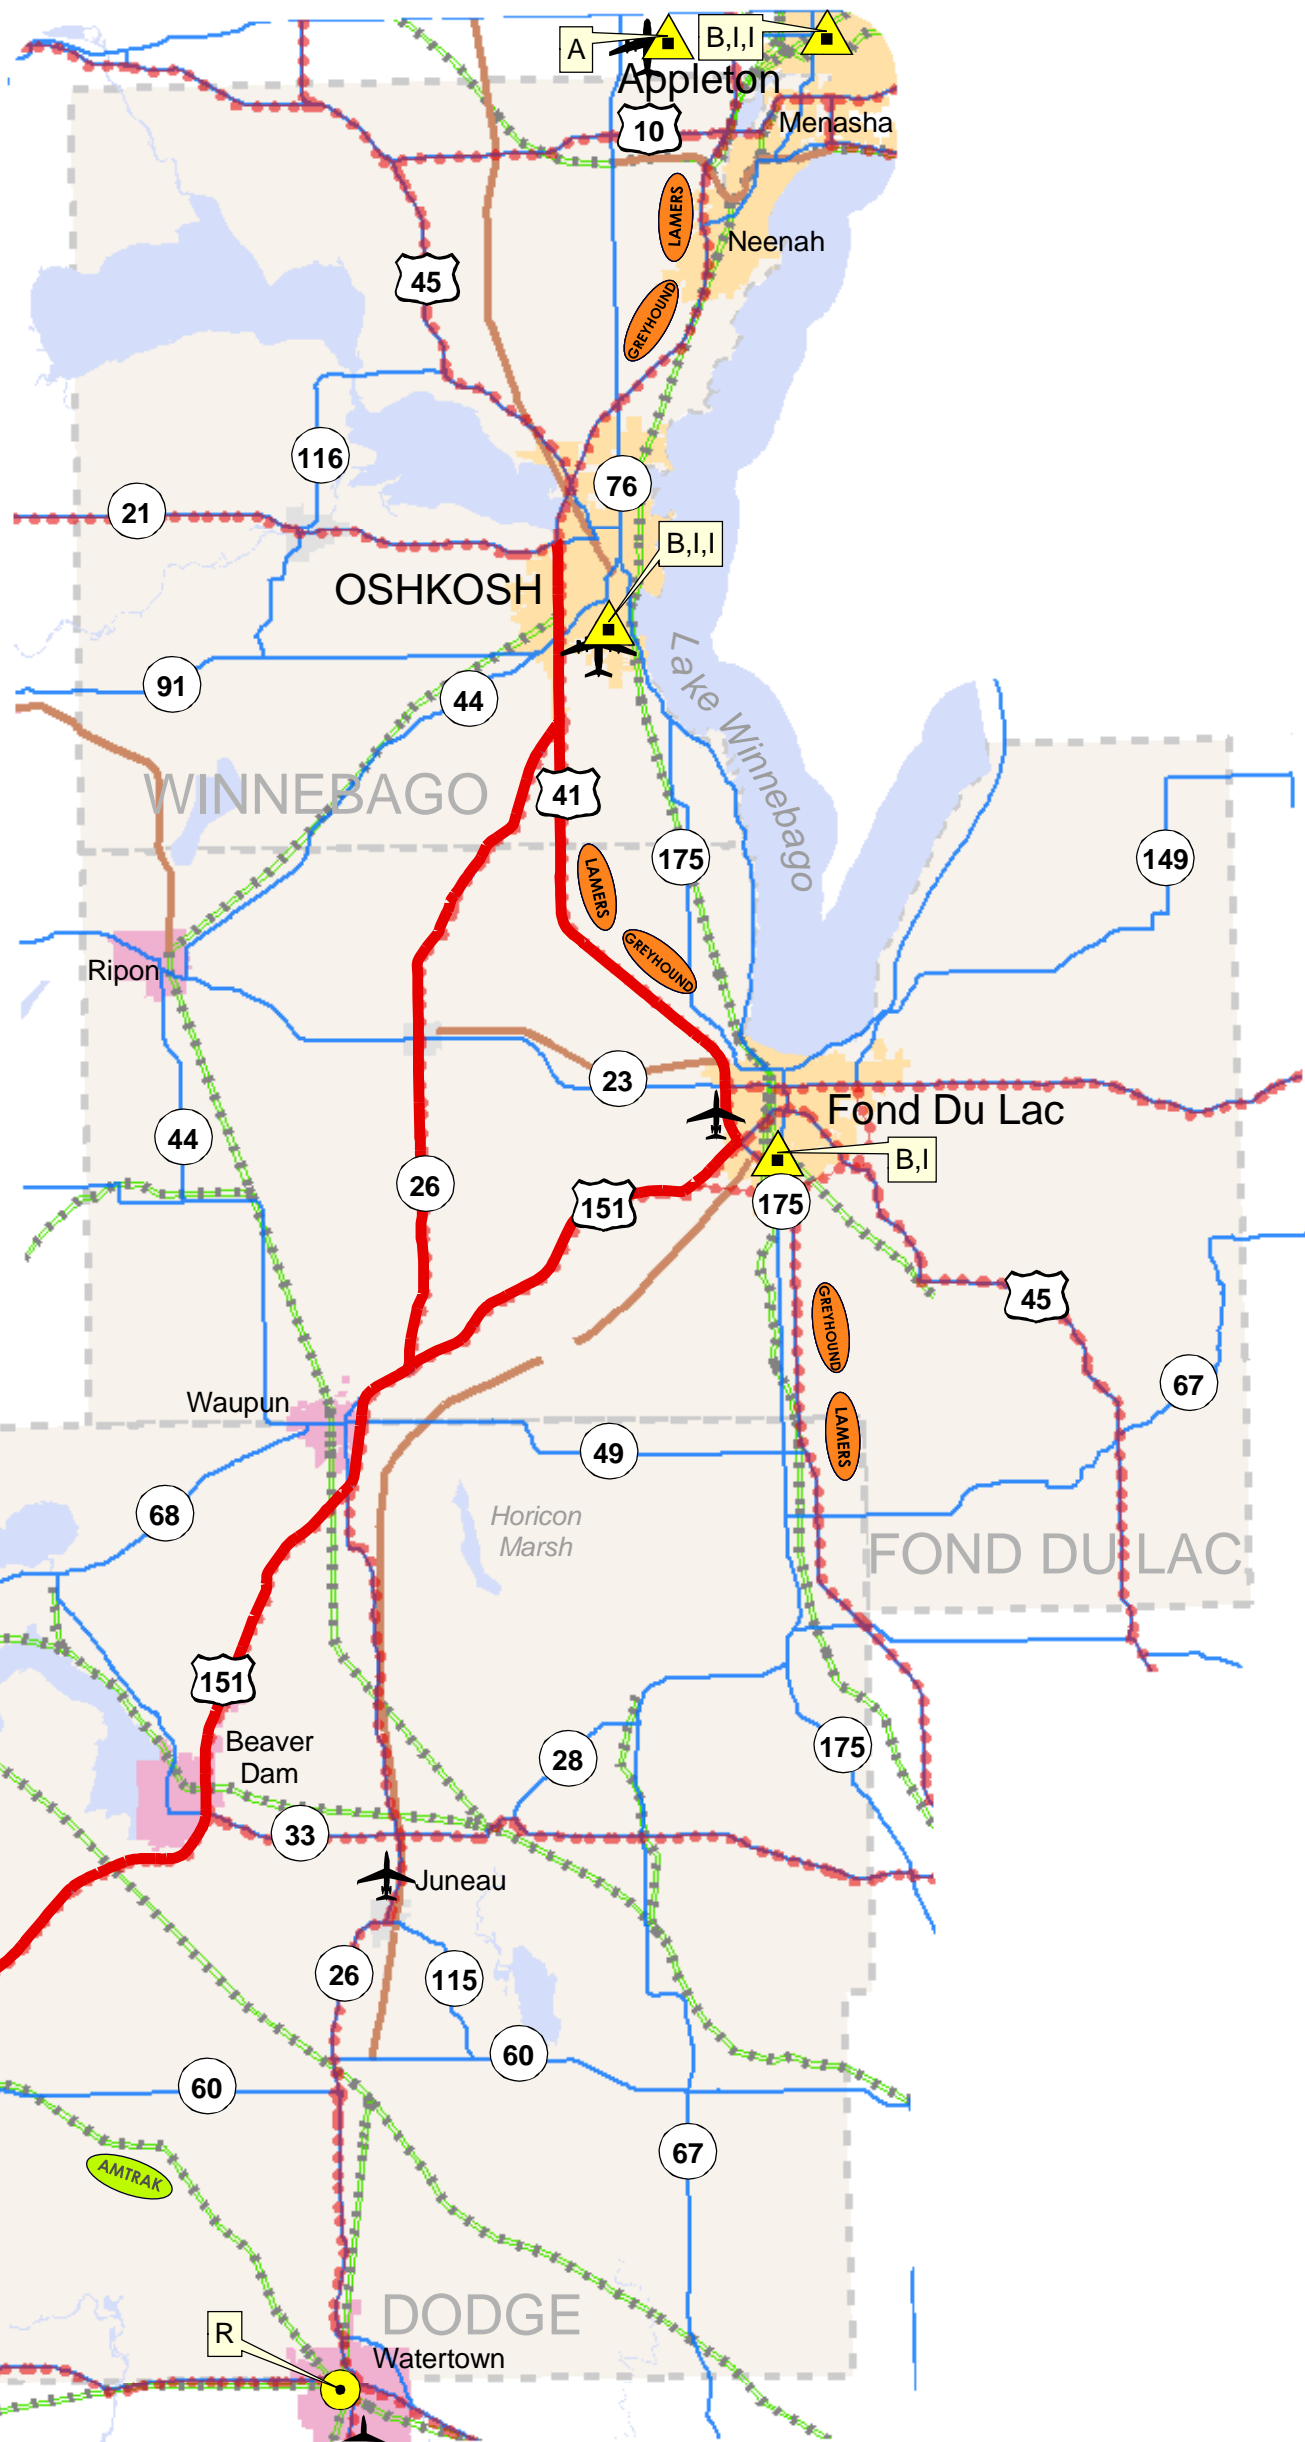 A
B,I,I
Appleton
10
Menasha
LAMERS
Neenah
45
GREYHOUND
116
76
21
B,I,I
OSHKOSH
Lake Winnebago
91
44
WINNEBAGO
41
175
149
LAMERS
GREYHOUND
Ripon
23
Fond Du Lac
44
B,I
26
151
175
45
GREYHOUND
67
Waupun
LAMERS
49
68
Horicon
Marsh
FOND DU LAC
151
Beaver
Dam
28
175
33
Juneau
26
115
60
60
67
AMTRAK
DODGE
R
Watertown